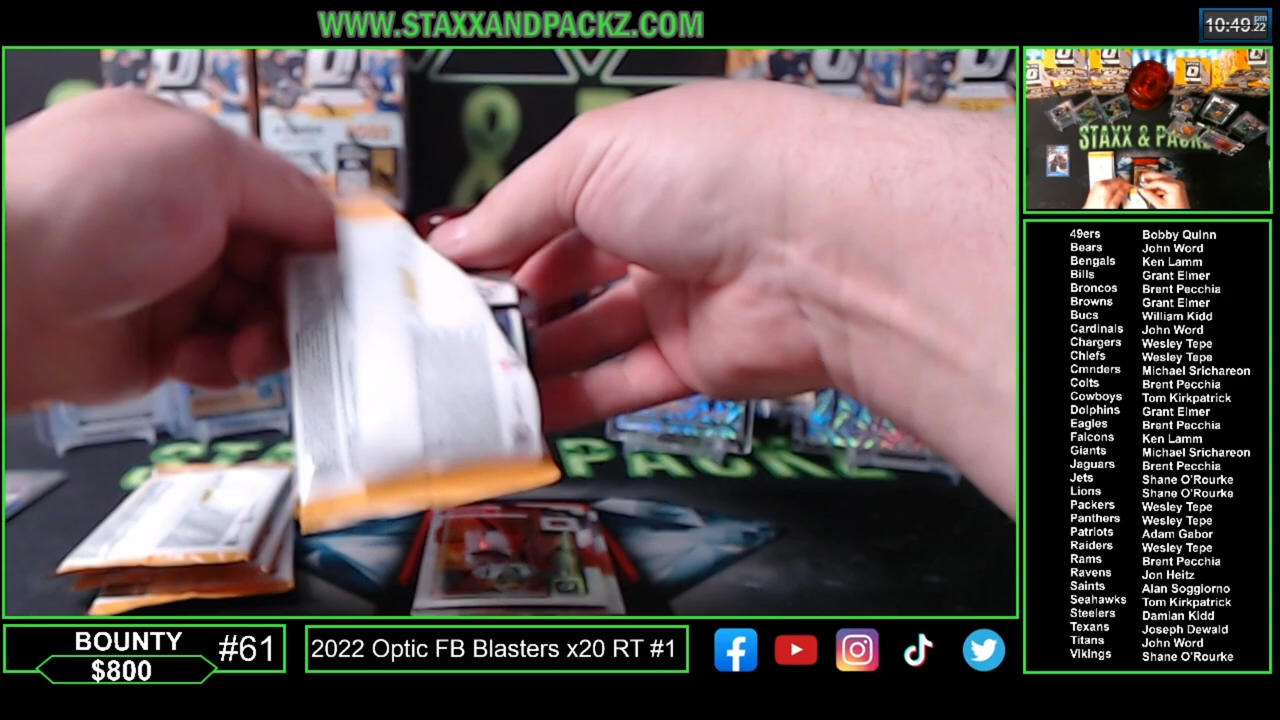 WWW.STAXXANDPACKZ.COM
10:49 pm
22
STAXX & PACKZ
49ers Bobby Quinn
Bears John Word
Bengals Ken Lamm
Bills Grant Elmer
Broncos Brent Pecchia
Browns Grant Elmer
Bucs William Kidd
Cardinals John Word
Chargers Wesley Tepe
Chiefs Wesley Tepe
Cmnders Michael Srichareon
Colts Brent Pecchia
Cowboys Tom Kirkpatrick
Dolphins Grant Elmer
Eagles Brent Pecchia
Falcons Ken Lamm
Giants Michael Srichareon
Jaguars Brent Pecchia
Jets Shane O'Rourke
Lions Shane O'Rourke
Packers Wesley Tepe
Panthers Wesley Tepe
Patriots Adam Gabor
Raiders Wesley Tepe
Rams Brent Pecchia
Ravens Jon Heitz
Saints Alan Soggiorno
Seahawks Tom Kirkpatrick
Steelers Damian Kidd
Texans Joseph Dewald
Titans John Word
Vikings Shane O'Rourke
PACKZ
BOUNTY
$800
#61
2022 Optic FB Blasters x20 RT #1